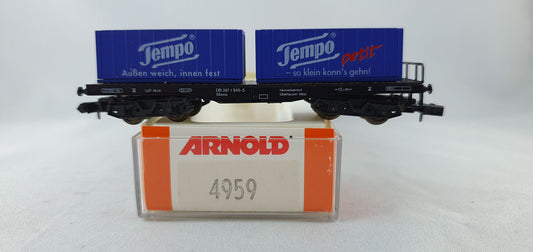 Tempo
Außen weich, innen fest
Tempo
petit
– so klein kann's gehn!
ARNOLD
4959